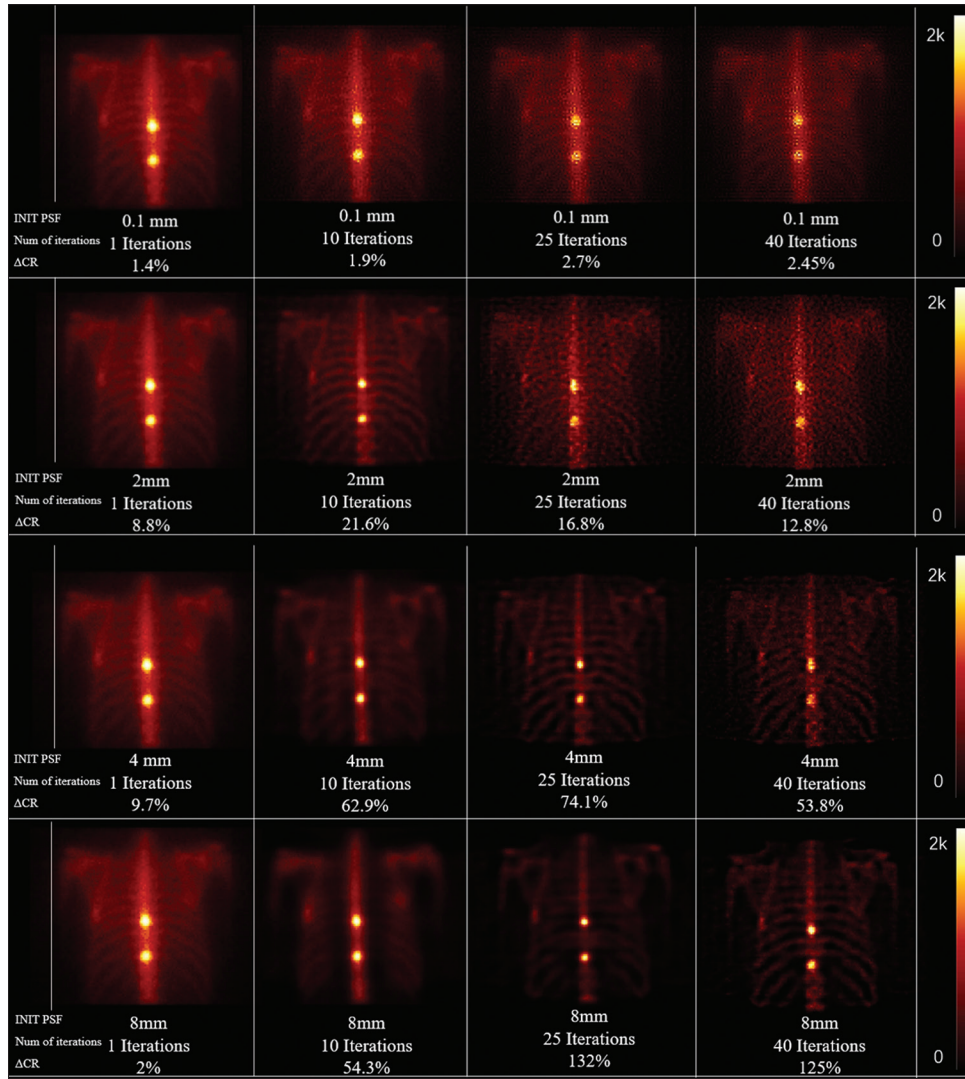 2k
INIT PSF 0.1 mm 0.1 mm 0.1 mm 0.1 mm
Num of iterations 1 Iterations 10 Iterations 25 Iterations 40 Iterations 0
ΔCR 1.4% 1.9% 2.7% 2.45%
2k
INIT PSF 2mm 2mm 2mm 2mm
Num of iterations 1 Iterations 10 Iterations 25 Iterations 40 Iterations 0
ΔCR 8.8% 21.6% 16.8% 12.8%
2k
INIT PSF 4 mm 4mm 4mm 4mm
Num of iterations 1 Iterations 10 Iterations 25 Iterations 40 Iterations 0
ΔCR 9.7% 62.9% 74.1% 53.8%
2k
INIT PSF 8mm 8mm 8mm 8mm
Num of iterations 1 Iterations 10 Iterations 25 Iterations 40 Iterations 0
ΔCR 2% 54.3% 132% 125%